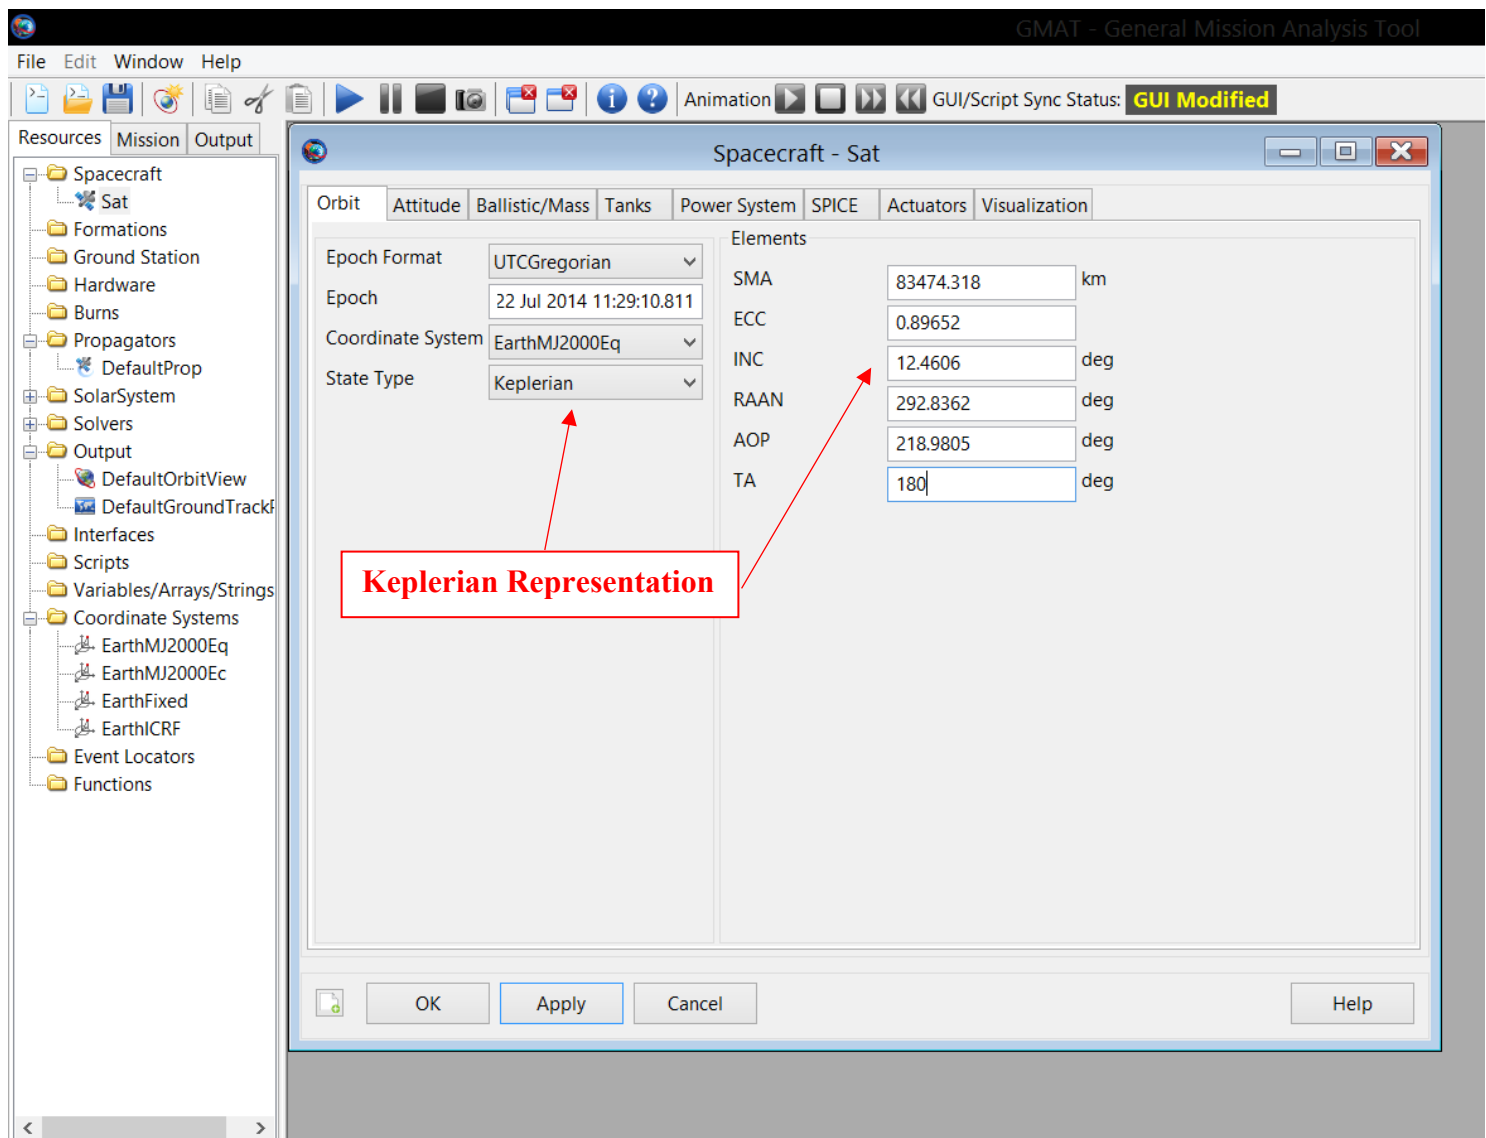 GMAT - General Mission Analysis Tool
File Edit Window Help
Animation GUI/Script Sync Status: GUI Modified
Resources Mission Output
Spacecraft
Sat
Formations
Ground Station
Hardware
Burns
Propagators
DefaultProp
SolarSystem
Solvers
Output
DefaultOrbitView
DefaultGroundTrackP
Interfaces
Scripts
Variables/Arrays/Strings
Coordinate Systems
EarthMJ2000Eq
EarthMJ2000Ec
EarthFixed
EarthICRF
Event Locators
Functions
Spacecraft - Sat
Orbit Attitude Ballistic/Mass Tanks Power System SPICE Actuators Visualization
Epoch Format UTCGregorian
Epoch 22 Jul 2014 11:29:10.811
Coordinate System EarthMJ2000Eq
State Type Keplerian
Elements
SMA 83474.318 km
ECC 0.89652
INC 12.4606 deg
RAAN 292.8362 deg
AOP 218.9805 deg
TA 180 deg
Keplerian Representation
OK Apply Cancel Help